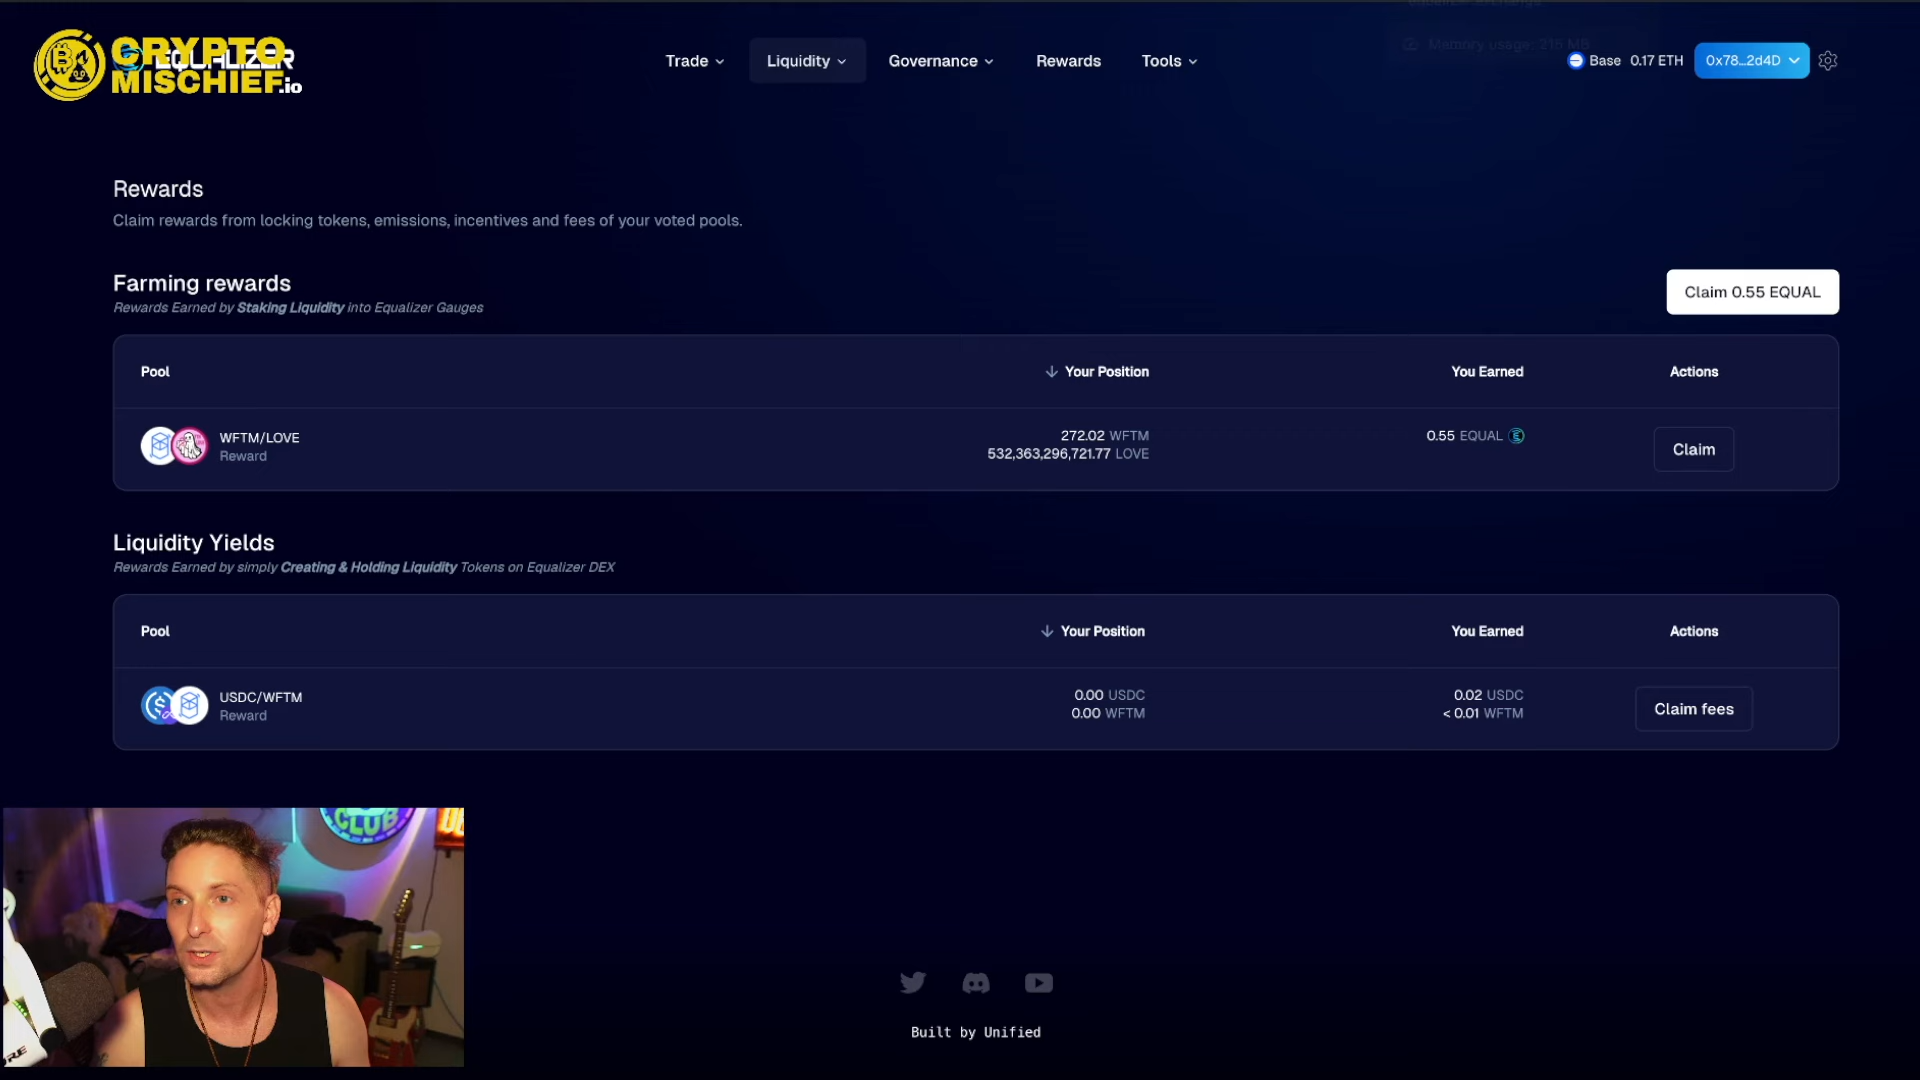 CRYPTO
MISCHIEF.io
EQUALIZER
Trade
Liquidity
Governance
Rewards
Tools
Memory usage: 215 MB
Base 0.17 ETH
0x78...2d4D
Rewards
Claim rewards from locking tokens, emissions, incentives and fees of your voted pools.
Farming rewards
Rewards Earned by Staking Liquidity into Equalizer Gauges
Claim 0.55 EQUAL
Pool
Your Position
You Earned
Actions
WFTM/LOVE
Reward
272.02 WFTM
532,363,296,721.77 LOVE
0.55 EQUAL
Claim
Liquidity Yields
Rewards Earned by simply Creating & Holding Liquidity Tokens on Equalizer DEX
Pool
Your Position
You Earned
Actions
USDC/WFTM
Reward
0.00 USDC
0.00 WFTM
0.02 USDC
< 0.01 WFTM
Claim fees
CLUB
Built by Unified